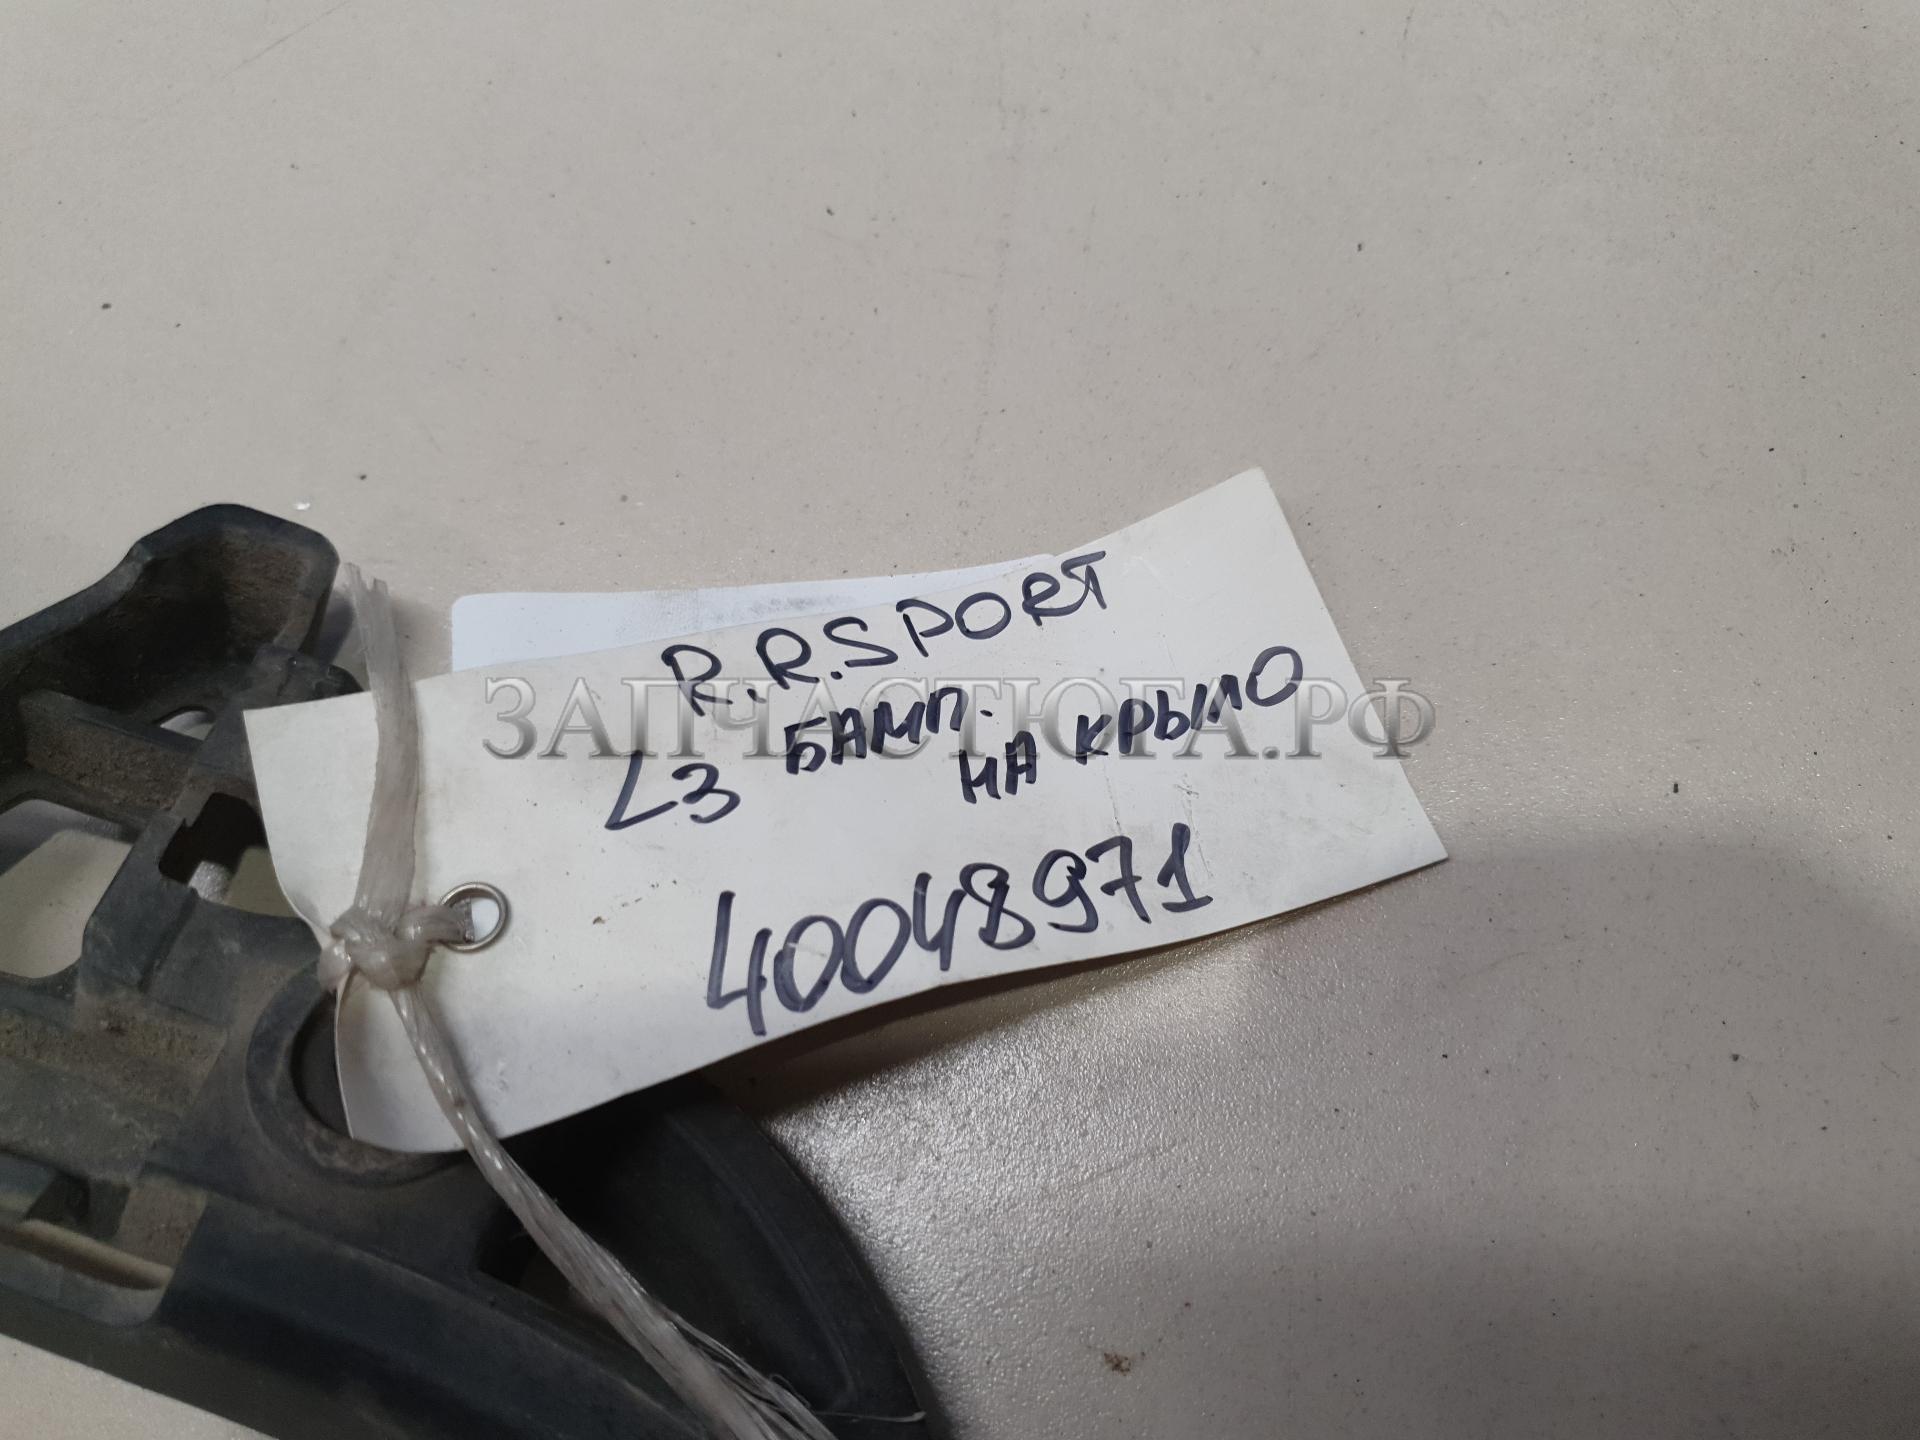 R.R.SPORT
L3 БАМП.
НА КРЫЛО
40048971
ЗАПЧАСТЮГА.РФ